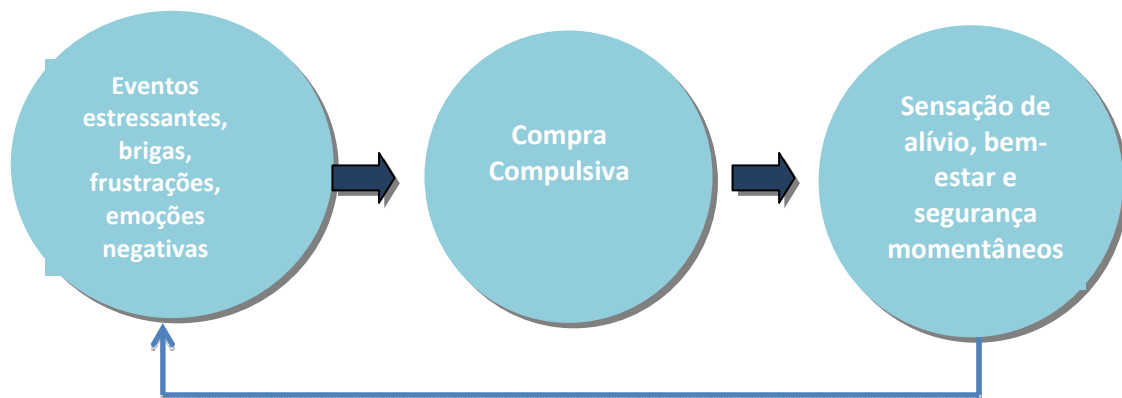 Eventos
estressantes,
brigas,
frustrações,
emoções
negativas
Compra
Compulsiva
Sensação de
alívio, bem-
estar e
segurança
momentâneos